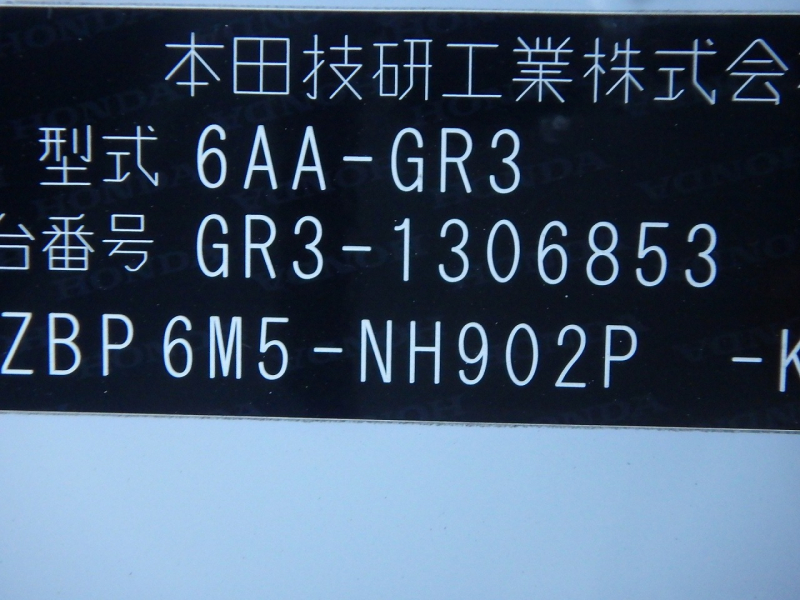 本田技研工業株式会
型式 6AA-GR3
台番号 GR3-1306853
ZBP 6M5-NH902P -K